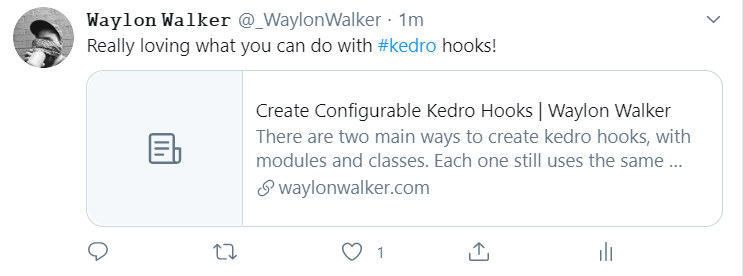 Waylon Walker @_WaylonWalker · 1m
Really loving what you can do with #kedro hooks!
Create Configurable Kedro Hooks | Waylon Walker
There are two main ways to create kedro hooks, with
modules and classes. Each one still uses the same ...
waylonwalker.com
1